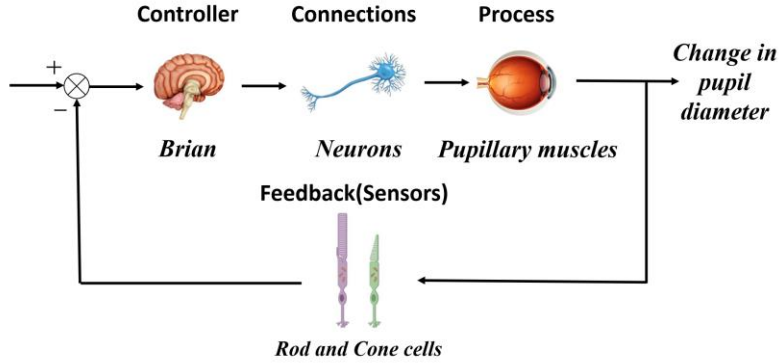 Controller Connections Process
+
−
Change in
pupil
diameter
Brian Neurons Pupillary muscles
Feedback(Sensors)
Rod and Cone cells